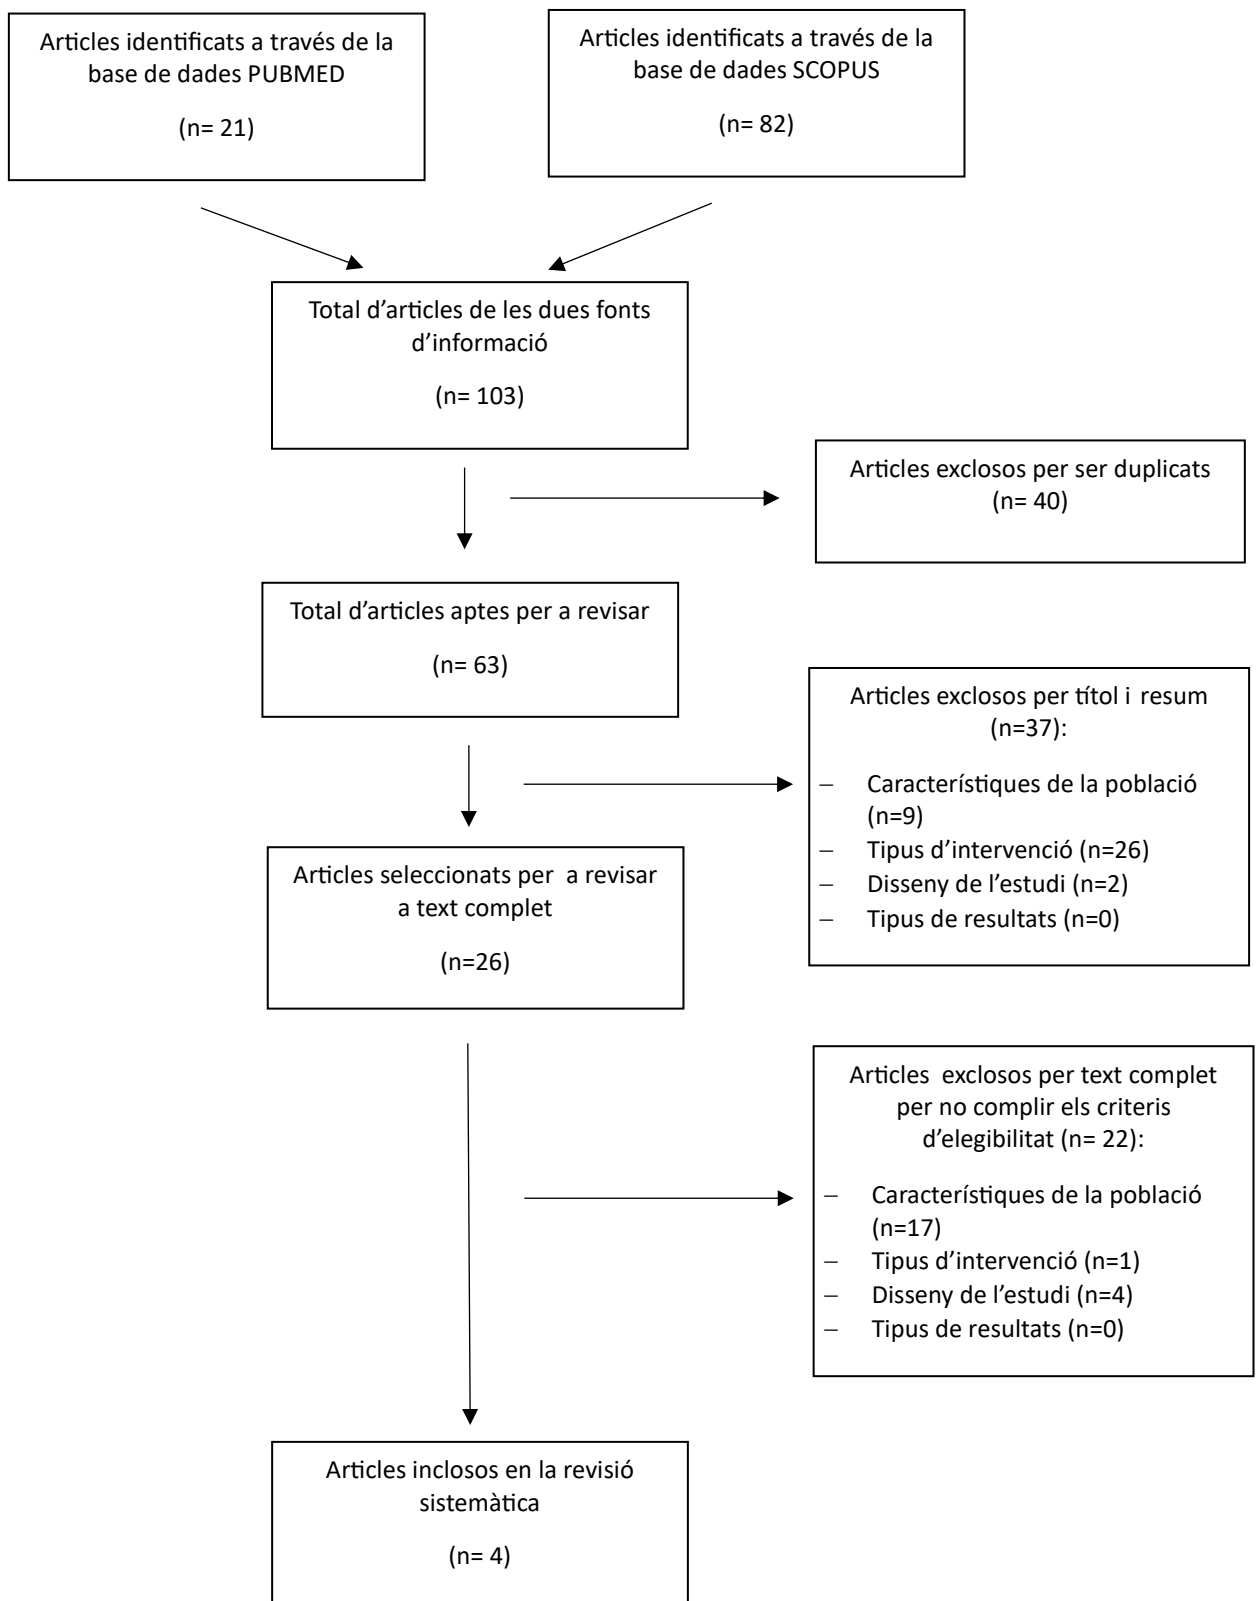 Articles identificats a través de la
base de dades PUBMED
(n= 21)
Articles identificats a través de la
base de dades SCOPUS
(n= 82)
Total d’articles de les dues fonts
d’informació
(n= 103)
Articles exclosos per ser duplicats
(n= 40)
Total d’articles aptes per a revisar
(n= 63)
Articles exclosos per títol i resum
(n=37):
– Característiques de la població
(n=9)
– Tipus d’intervenció (n=26)
– Disseny de l’estudi (n=2)
– Tipus de resultats (n=0)
Articles seleccionats per a revisar
a text complet
(n=26)
Articles exclosos per text complet
per no complir els criteris
d’elegibilitat (n= 22):
– Característiques de la població
(n=17)
– Tipus d’intervenció (n=1)
– Disseny de l’estudi (n=4)
– Tipus de resultats (n=0)
Articles inclosos en la revisió
sistemàtica
(n= 4)